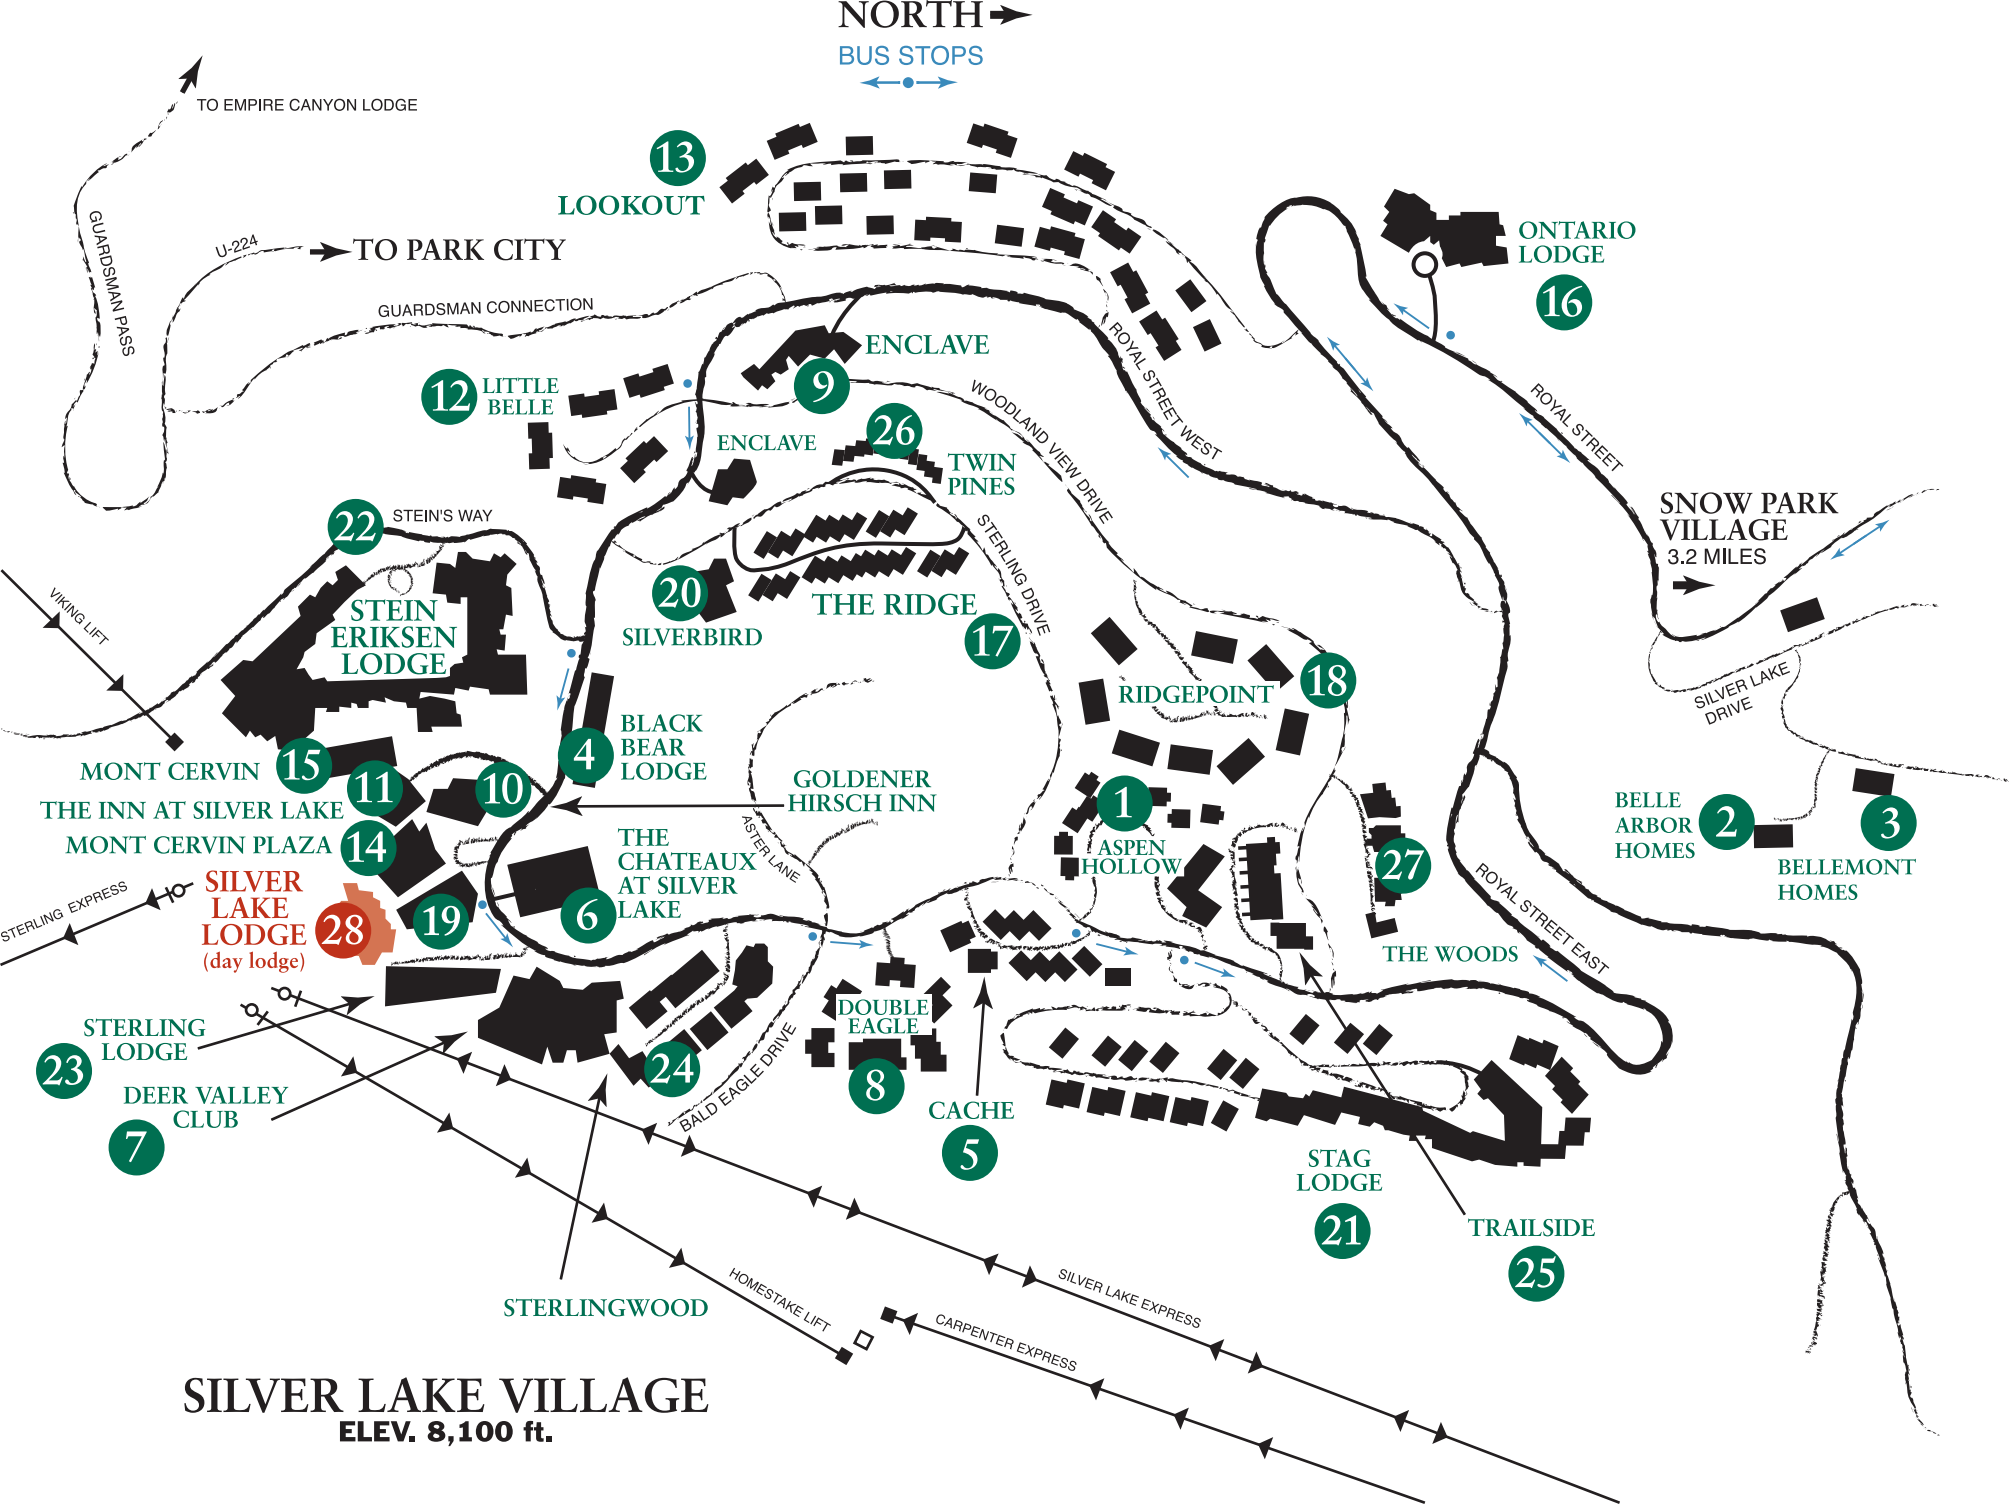 NORTH
BUS STOPS
TO EMPIRE CANYON LODGE
13
LOOKOUT
GUARDSMAN PASS
U-224
TO PARK CITY
GUARDSMAN CONNECTION
ONTARIO
LODGE
16
ENCLAVE
9
12
LITTLE
BELLE
ENCLAVE
26
TWIN
PINES
WOODLAND VIEW DRIVE
ROYAL STREET WEST
ROYAL STREET
SNOW PARK
VILLAGE
3.2 MILES
22
STEIN'S WAY
VIKING LIFT
STEIN
ERIKSEN
LODGE
20
SILVERBIRD
THE RIDGE
17
STERLING DRIVE
RIDGEPOINT
18
SILVER LAKE
DRIVE
MONT CERVIN
15
THE INN AT SILVER LAKE
11
10
MONT CERVIN PLAZA
14
4
BLACK
BEAR
LODGE
GOLDENER
HIRSCH INN
THE
CHATEAUX
AT SILVER
LAKE
6
ASTER LANE
1
ASPEN
HOLLOW
27
THE WOODS
ROYAL STREET EAST
BELLE
ARBOR
HOMES
2
3
BELLEMONT
HOMES
STERLING EXPRESS
SILVER
LAKE
LODGE
(day lodge)
28
19
STERLING
LODGE
23
DEER VALLEY
CLUB
7
24
BALD EAGLE DRIVE
DOUBLE
EAGLE
8
CACHE
5
STAG
LODGE
21
TRAILSIDE
25
STERLINGWOOD
HOMESTAKE LIFT
SILVER LAKE EXPRESS
CARPENTER EXPRESS
SILVER LAKE VILLAGE
ELEV. 8,100 ft.